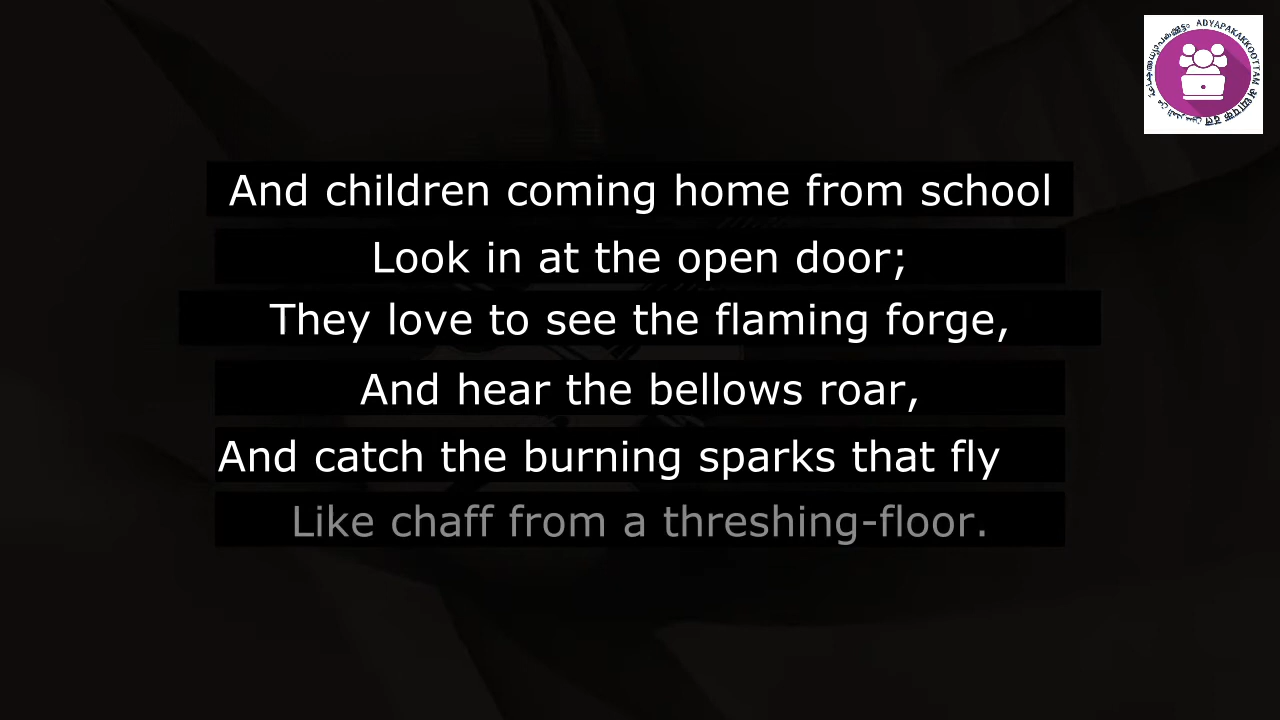 ADYAPAKAKKOOTTAM
And children coming home from school
Look in at the open door;
They love to see the flaming forge,
And hear the bellows roar,
And catch the burning sparks that fly
Like chaff from a threshing-floor.